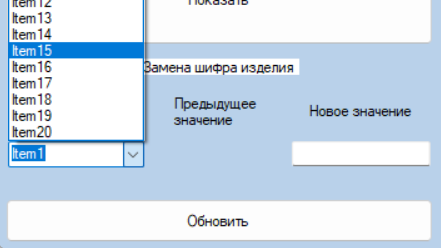 Item12
Показать
Item13
Item14
Item15
Item16
Замена шифра изделия
Item17
Item18
Предыдущее
значение
Новое значение
Item19
Item20
Item1
Обновить